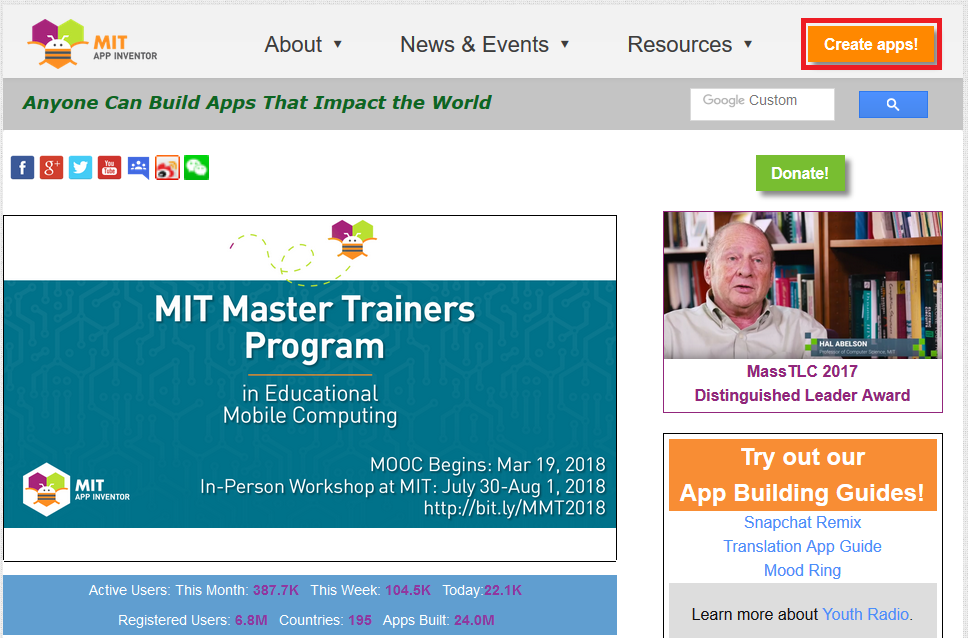 MIT
APP INVENTOR
About ▼
News & Events ▼
Resources ▼
Create apps!
Anyone Can Build Apps That Impact the World
Google Custom
f
g+
You
Tube
Donate!
MIT Master Trainers
Program
in Educational
Mobile Computing
MOOC Begins: Mar 19, 2018
In-Person Workshop at MIT: July 30-Aug 1, 2018
http://bit.ly/MMT2018
MIT
APP INVENTOR
Active Users: This Month: 387.7K This Week: 104.5K Today:22.1K
Registered Users: 6.8M Countries: 195 Apps Built: 24.0M
HAL ABELSON
Professor of Computer Science, MIT
MassTLC 2017
Distinguished Leader Award
Try out our
App Building Guides!
Snapchat Remix
Translation App Guide
Mood Ring
Learn more about Youth Radio.